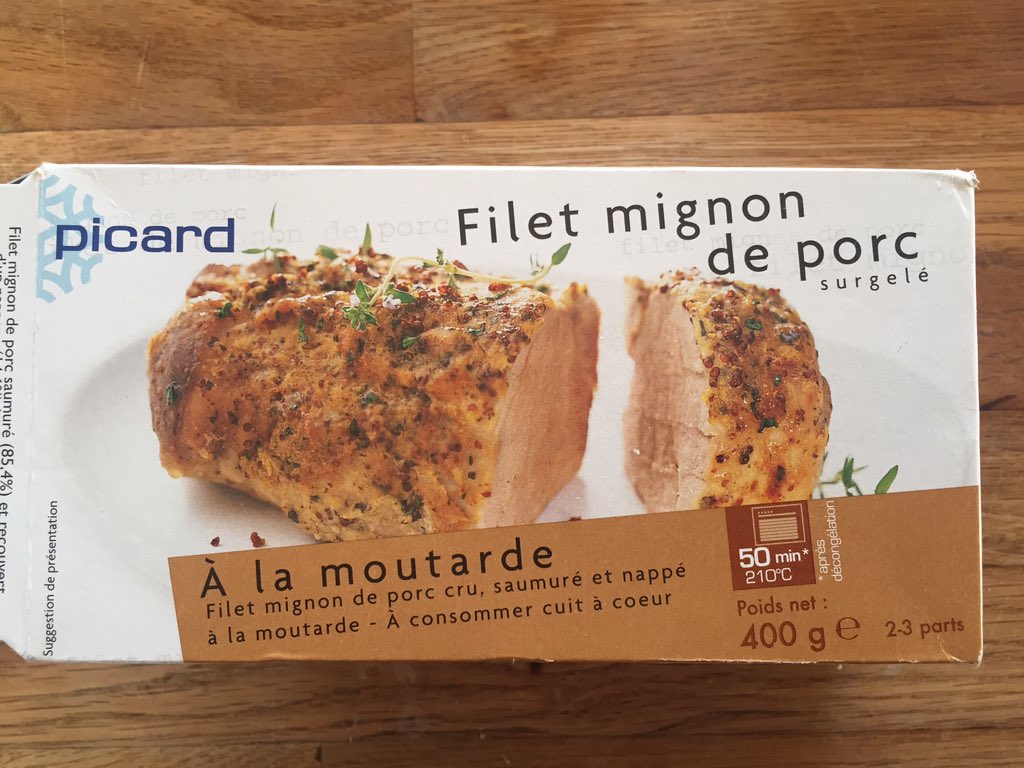 picard
Filet mignon
de porc
surgelé
À la moutarde
Filet mignon de porc cru, saumuré et nappé
à la moutarde - À consommer cuit à coeur
50 min*
210°C
*après
décongélation
Poids net :
400 g e
2-3 parts
Suggestion de présentation
Filet mignon de porc saumuré (85,4%) et recouvert